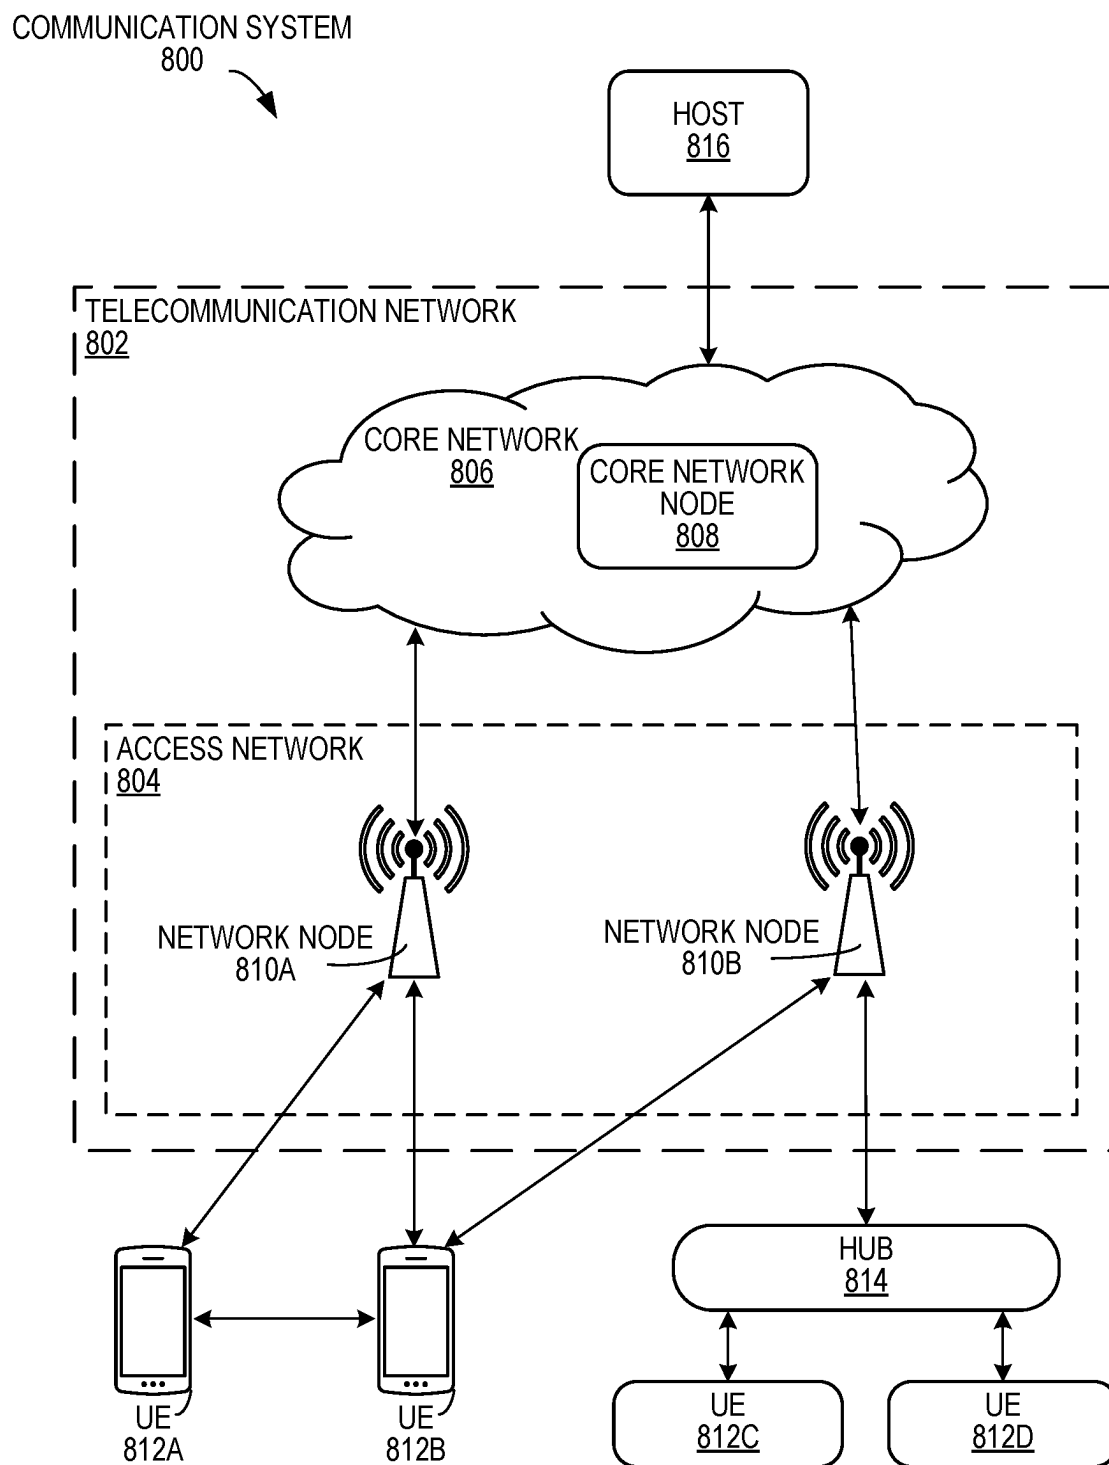 COMMUNICATION SYSTEM
800
HOST
816
TELECOMMUNICATION NETWORK
802
CORE NETWORK
806
CORE NETWORK
NODE
808
ACCESS NETWORK
804
NETWORK NODE
810A
NETWORK NODE
810B
HUB
814
UE
812A
UE
812B
UE
812C
UE
812D